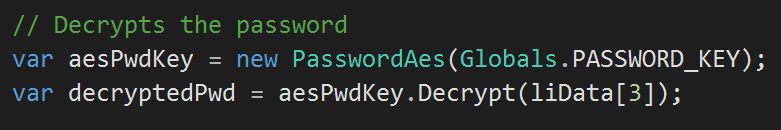 // Decrypts the password
var aesPwdKey = new PasswordAes(Globals.PASSWORD_KEY);
var decryptedPwd = aesPwdKey.Decrypt(liData[3]);